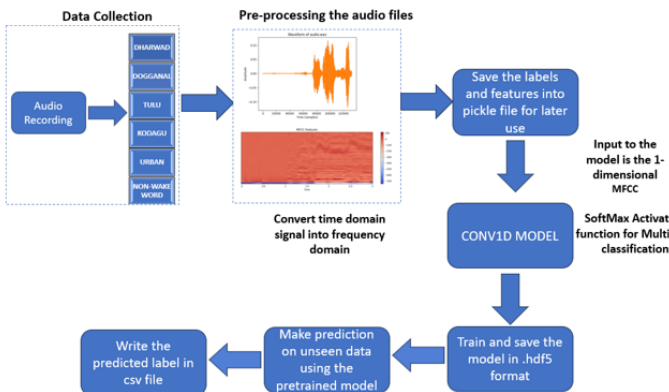 Data Collection
Pre-processing the audio files
Audio
Recording
DHARWAD
DOGGANAL
TULU
KODAGU
URBAN
NON-WAKE
WORD
Waveform of audio.wav
Time (samples)
MFCC Features
Time
Convert time domain
signal into frequency
domain
Save the labels
and features into
pickle file for later
use
Input to
the model is the 1-
dimensional
MFCC
CONV1D MODEL
SoftMax Activat
function for Multi
classification
Train and save
the model in .hdf5
format
Make prediction
on unseen data
using the
pretrained model
Write the
predicted label in
csv file